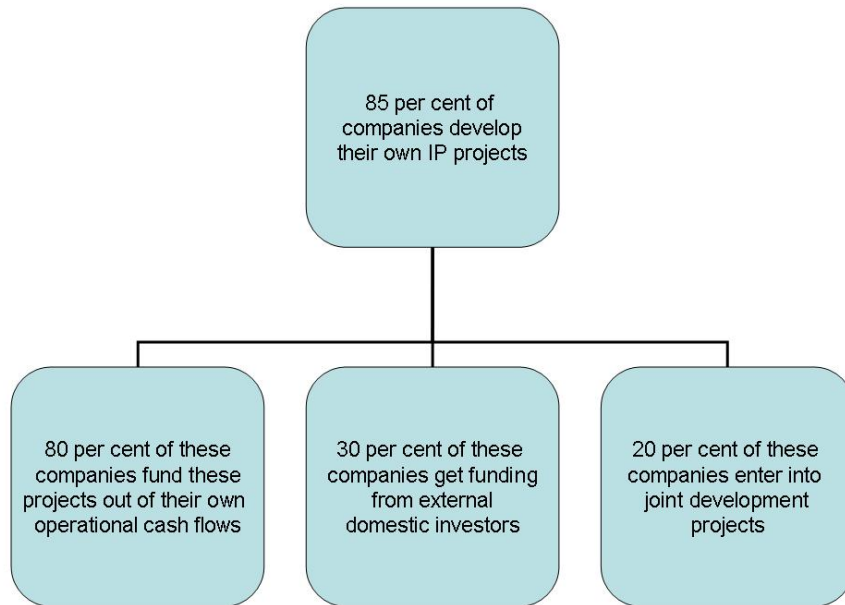 85 per cent of
companies develop
their own IP projects
80 per cent of these
companies fund these
projects out of their own
operational cash flows
30 per cent of these
companies get funding
from external
domestic investors
20 per cent of these
companies enter into
joint development
projects